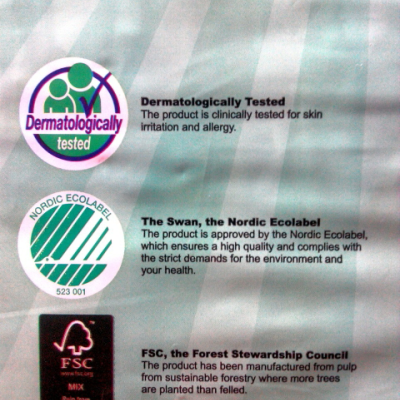 Dermatologically
tested
Dermatologically Tested
The product is clinically tested for skin
irritation and allergy.
NORDIC ECOLABEL
523 001
The Swan, the Nordic Ecolabel
The product is approved by the Nordic Ecolabel,
which ensures a high quality and complies with
the strict demands for the environment and
your health.
FSC
www.fsc.org
MIX
FSC, the Forest Stewardship Council
The product has been manufactured from pulp
from sustainable forestry where more trees
are planted than felled.